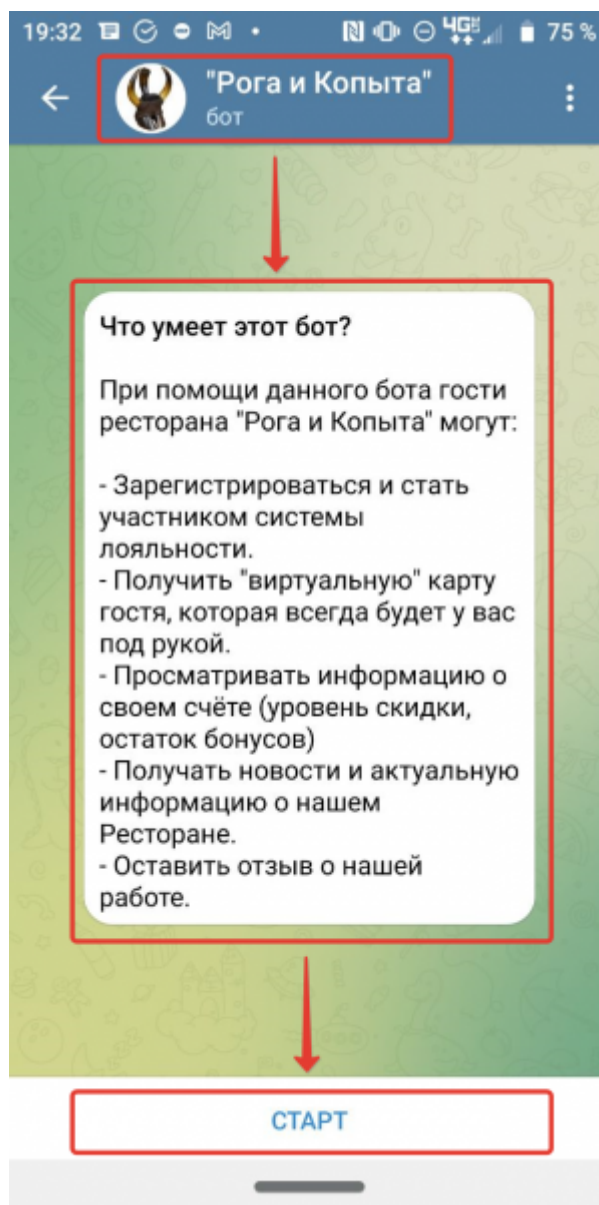 19:32
4G
75 %
"Рога и Копыта"
бот
Что умеет этот бот?
При помощи данного бота гости
ресторана "Рога и Копыта" могут:
- Зарегистрироваться и стать
участником системы
лояльности.
- Получить "виртуальную" карту
гостя, которая всегда будет у вас
под рукой.
- Просматривать информацию о
своем счёте (уровень скидки,
остаток бонусов)
- Получать новости и актуальную
информацию о нашем
Ресторане.
- Оставить отзыв о нашей
работе.
СТАРТ